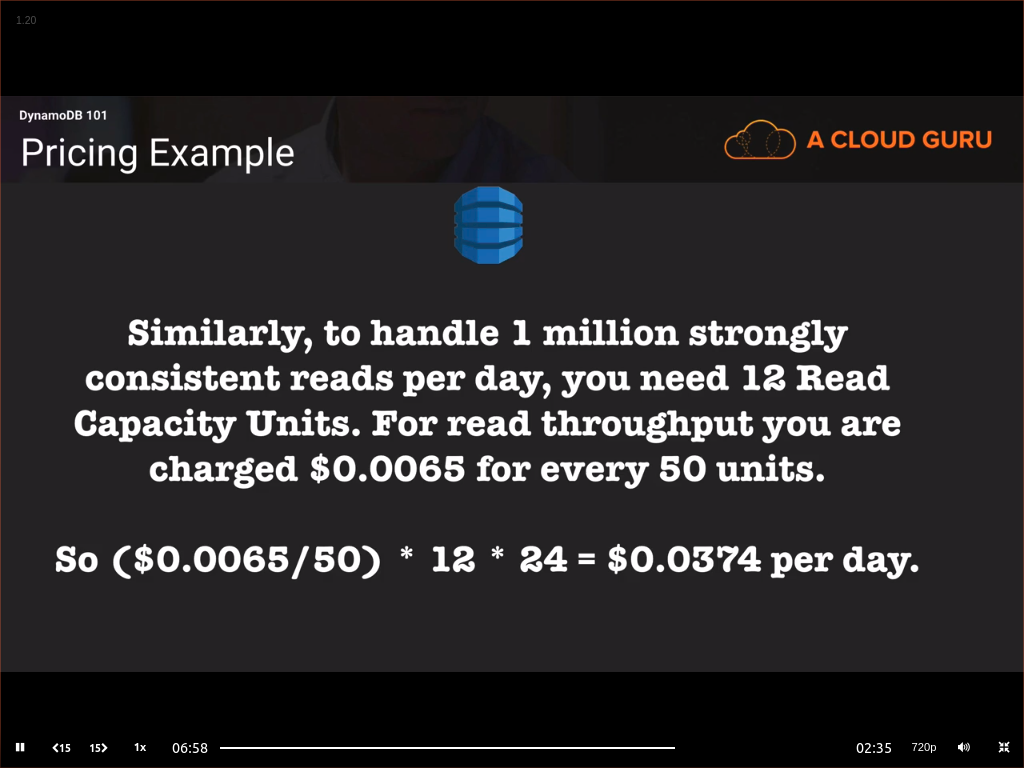 1.20
DynamoDB 101
Pricing Example
A CLOUD GURU
Similarly, to handle 1 million strongly
consistent reads per day, you need 12 Read
Capacity Units. For read throughput you are
charged $0.0065 for every 50 units.
So ($0.0065/50) * 12 * 24 = $0.0374 per day.
15 15 1x 06:58 02:35 720p